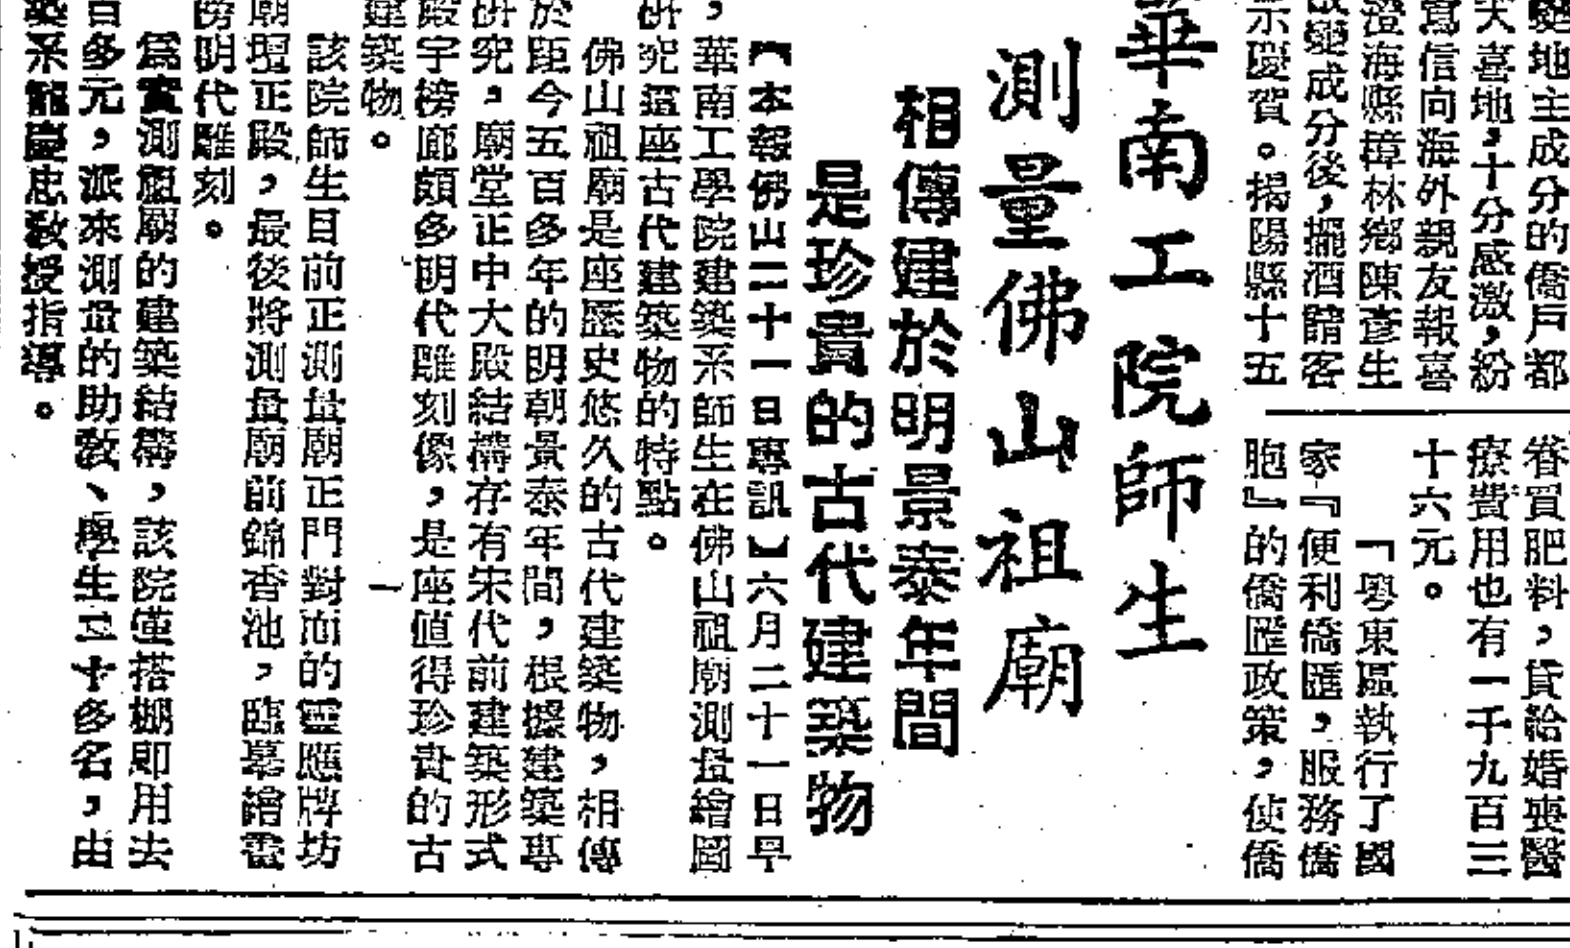 變地主成分的僑戶都
天喜地，十分感激，紛
寫信向海外親友報喜
澄海縣樟林鄉陳彥生
改變成分後，擺酒請客
示慶賀。揭陽縣十五
眷買肥料，貸給婚喪醫
療費用也有一千九百三
十六元。
「粵東區執行了國
家『便利僑匯，服務僑
胞』的僑匯政策，使僑
華南工院師生
測量佛山祖廟
相傳建於明景泰年間
是珍貴的古代建築物
【本報佛山二十一日專訊】六月二十一日早
，華南工學院建築系師生在佛山祖廟測量繪圖
研究這座古代建築物的特點。
佛山祖廟是座歷史悠久的古代建築物，相傳
於距今五百多年的明朝景泰年間，根據建築專
研究，廟堂正中大殿結構存有宋代前建築形式
殿宇榜廊頗多明代雕刻像，是座值得珍貴的古
建築物。
該院師生目前正測量廟正門對面的靈應牌坊
廟壇正殿，最後將測量廟前錦香池，臨摹繪
榜明代雕刻。
爲實測祖廟的建築結構，該院僅搭棚即用去
百多元，派來測量的助敎、學生二十多名，由
築系龍慶忠敎授指導。